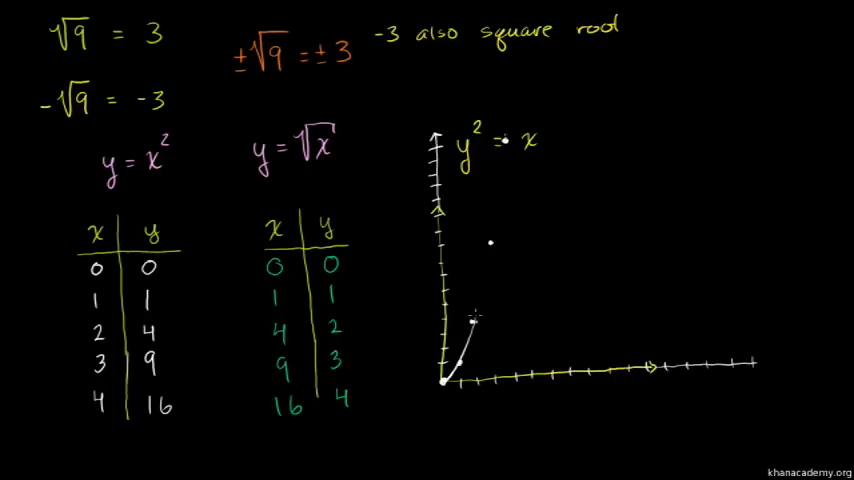 √9 = 3
±√9 = ±3
-3 also square root
-√9 = -3
y = x²
y = √x
y² = x
x y
0 0
1 1
2 4
3 9
4 16
x y
0 0
1 1
4 2
9 3
16 4
khanacademy.org